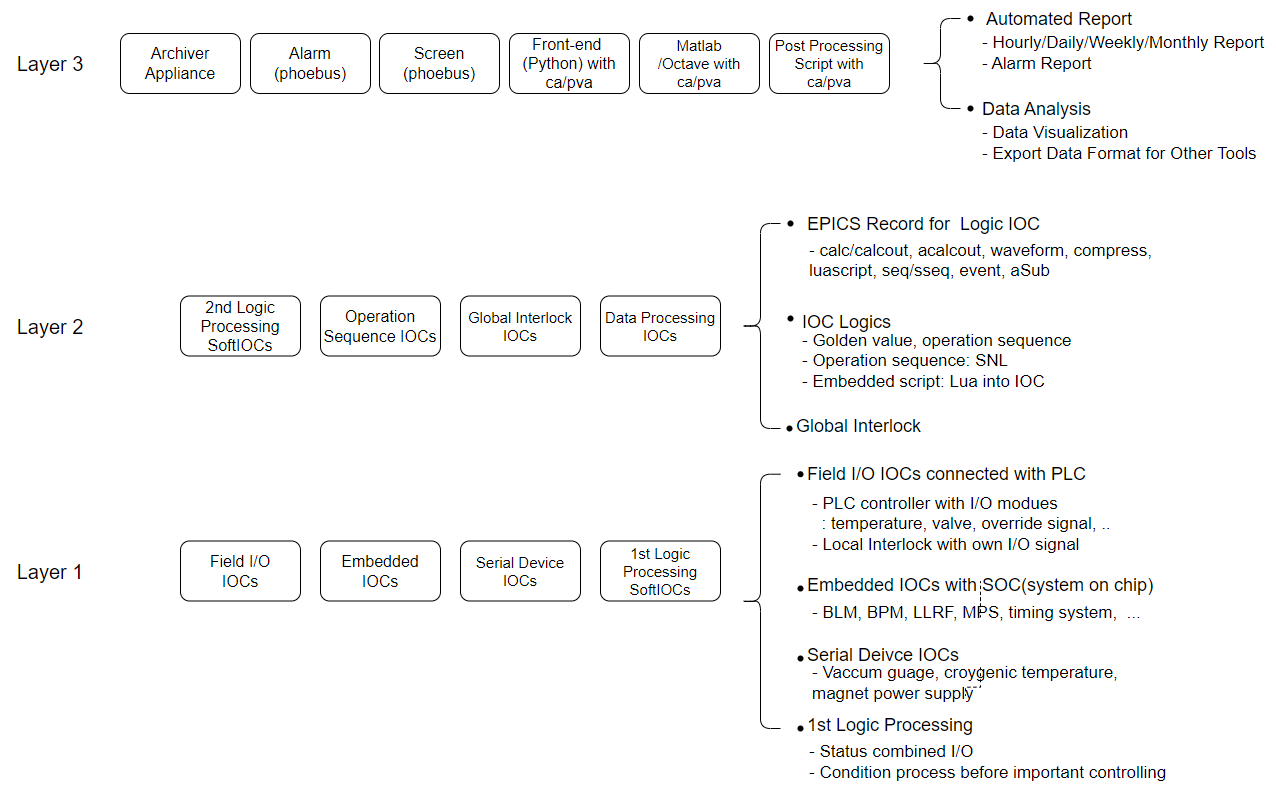 Layer 3
Archiver
Appliance
Alarm
(phoebus)
Screen
(phoebus)
Front-end
(Python) with
ca/pva
Matlab
/Octave with
ca/pva
Post Processing
Script with
ca/pva
• Automated Report
- Hourly/Daily/Weekly/Monthly Report
- Alarm Report
• Data Analysis
- Data Visualization
- Export Data Format for Other Tools
Layer 2
2nd Logic
Processing
SoftIOCs
Operation
Sequence IOCs
Global Interlock
IOCs
Data Processing
IOCs
• EPICS Record for Logic IOC
- calc/calcout, acalcout, waveform, compress,
luascript, seq/sseq, event, aSub
• IOC Logics
- Golden value, operation sequence
- Operation sequence: SNL
- Embedded script: Lua into IOC
• Global Interlock
Layer 1
Field I/O
IOCs
Embedded
IOCs
Serial Device
IOCs
1st Logic
Processing
SoftIOCs
• Field I/O IOCs connected with PLC
- PLC controller with I/O modues
: temperature, valve, override signal, ..
- Local Interlock with own I/O signal
• Embedded IOCs with SOC(system on chip)
- BLM, BPM, LLRF, MPS, timing system, ...
• Serial Deivce IOCs
- Vaccum guage, croygenic temperature,
magnet power supply
• 1st Logic Processing
- Status combined I/O
- Condition process before important controlling